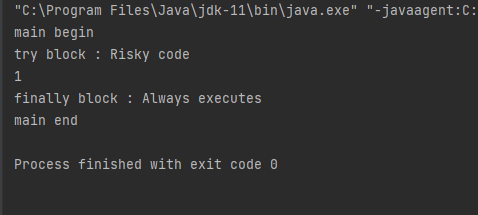 "C:\Program Files\Java\jdk-11\bin\java.exe" "-javaagent:C:
main begin
try block : Risky code
1
finally block : Always executes
main end
Process finished with exit code 0